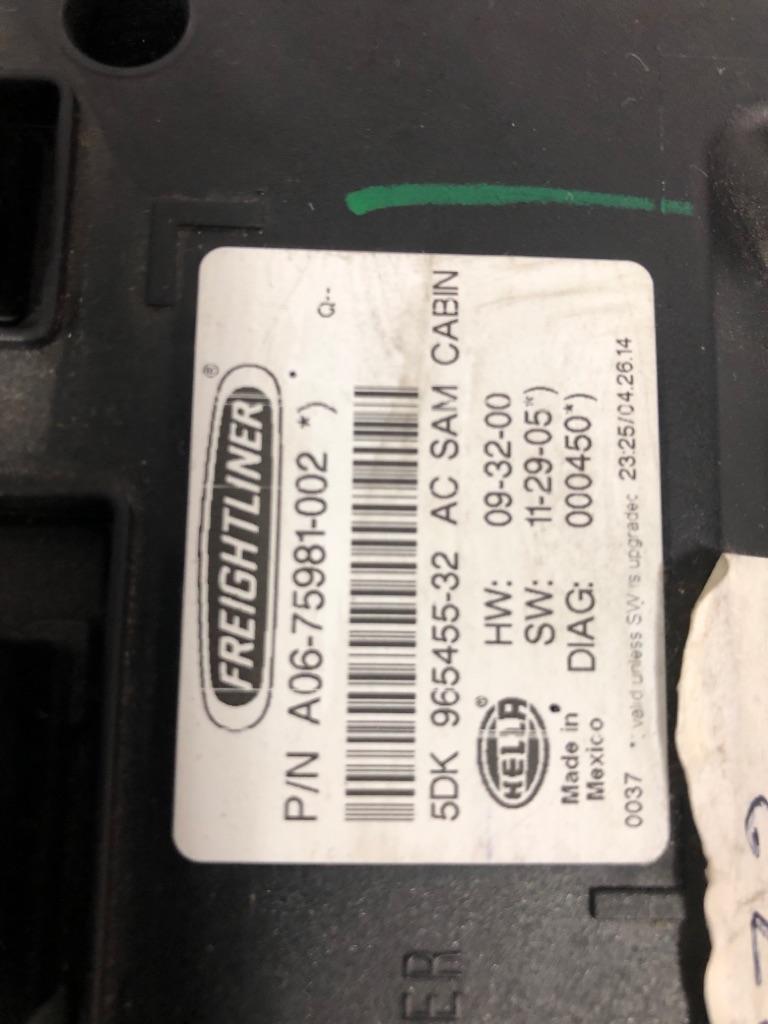 FREIGHTLINER®
P/N A06-75981-002 *)
Q--
5DK 965455-32 AC SAM CABIN
HELLA®
Made in
Mexico
HW: 09-32-00
SW: 11-29-05*)
DIAG: 000450*)
0037 *: valid unless SW is upgraded 23:25/04.26.14
ER